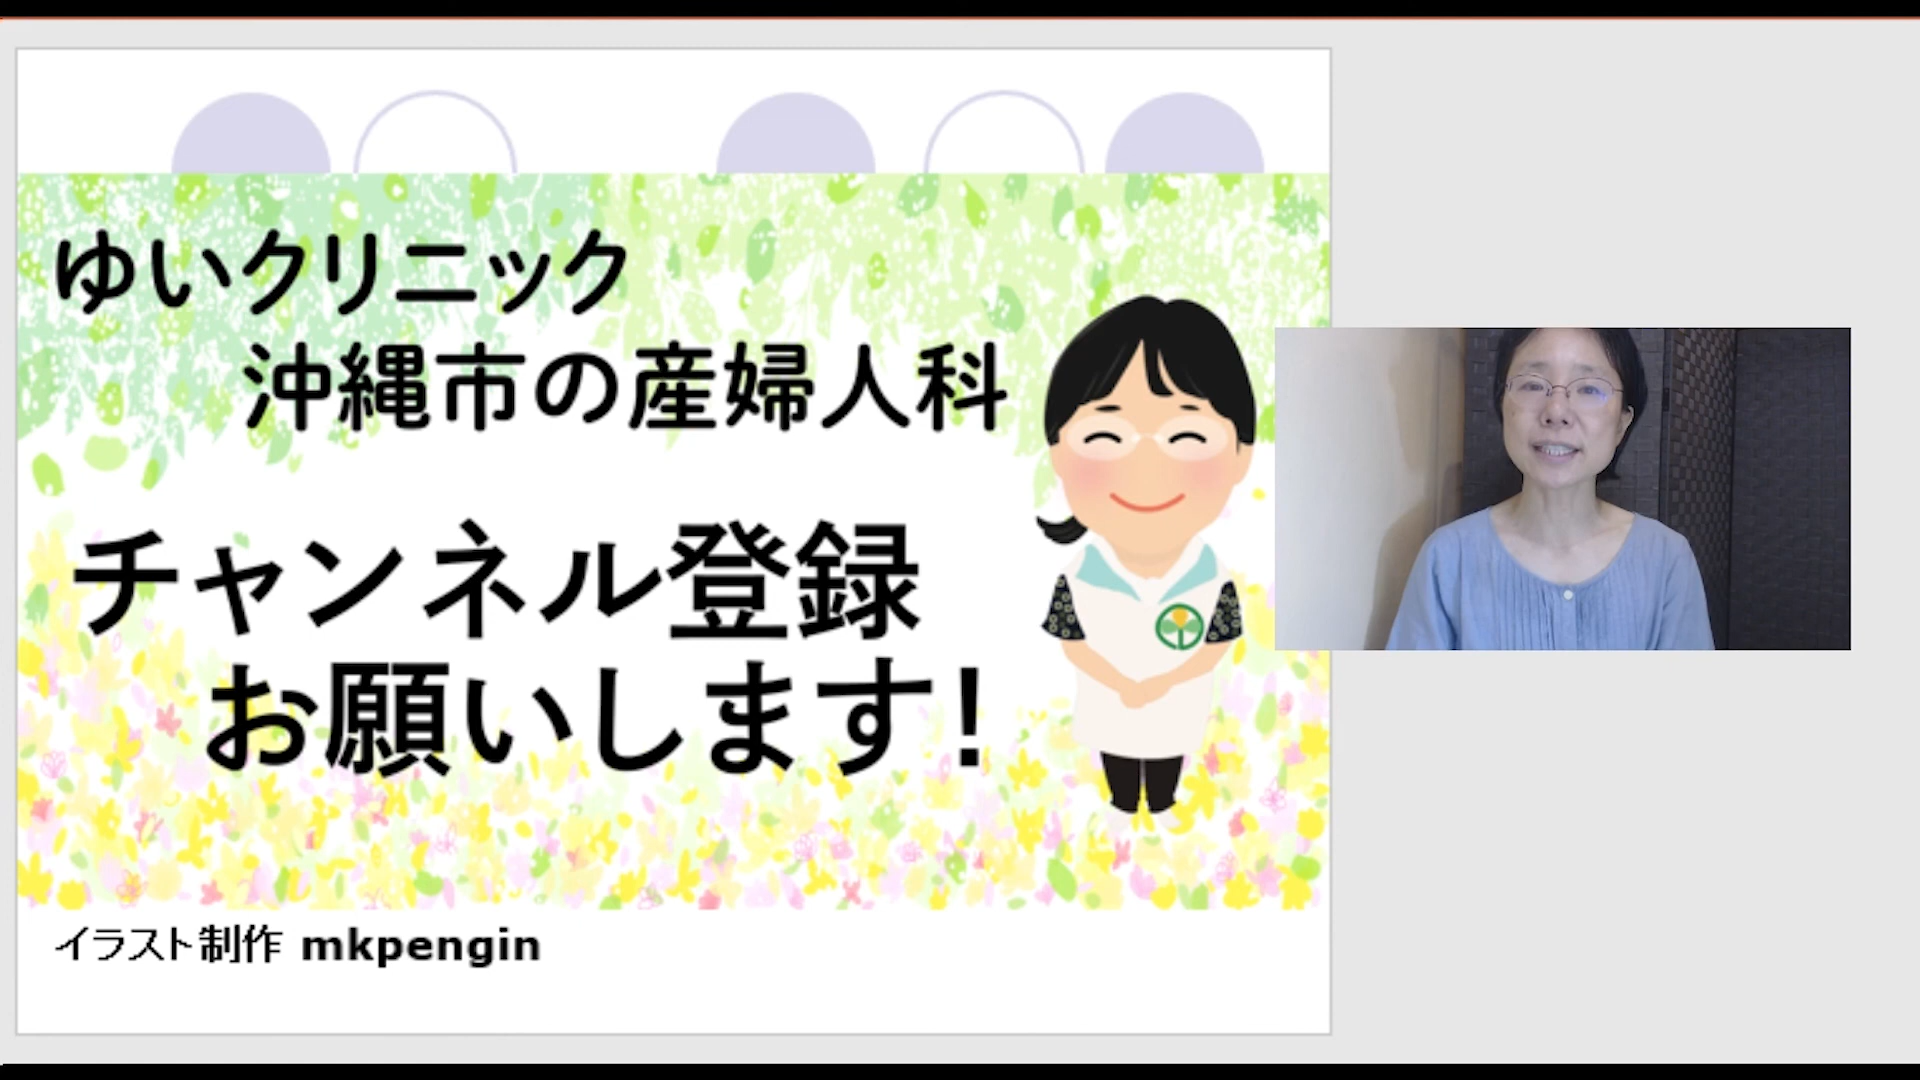 ゆいクリニック
沖縄市の産婦人科
チャンネル登録
お願いします!
イラスト制作 mkpengin